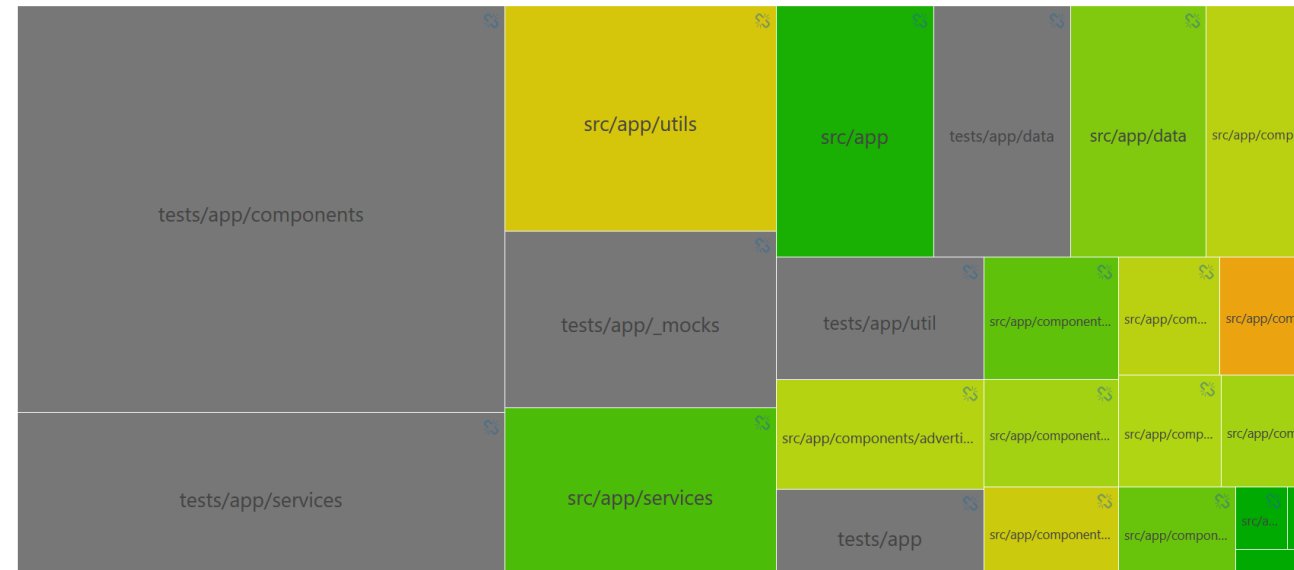 tests/app/components
src/app/utils
src/app
tests/app/data
src/app/data
src/app/comp
tests/app/_mocks
tests/app/util
src/app/component...
src/app/com...
src/app/com
src/app/components/adverti...
src/app/component...
src/app/comp...
src/app/com
tests/app/services
src/app/services
tests/app
src/app/component...
src/app/compon...
src/a...